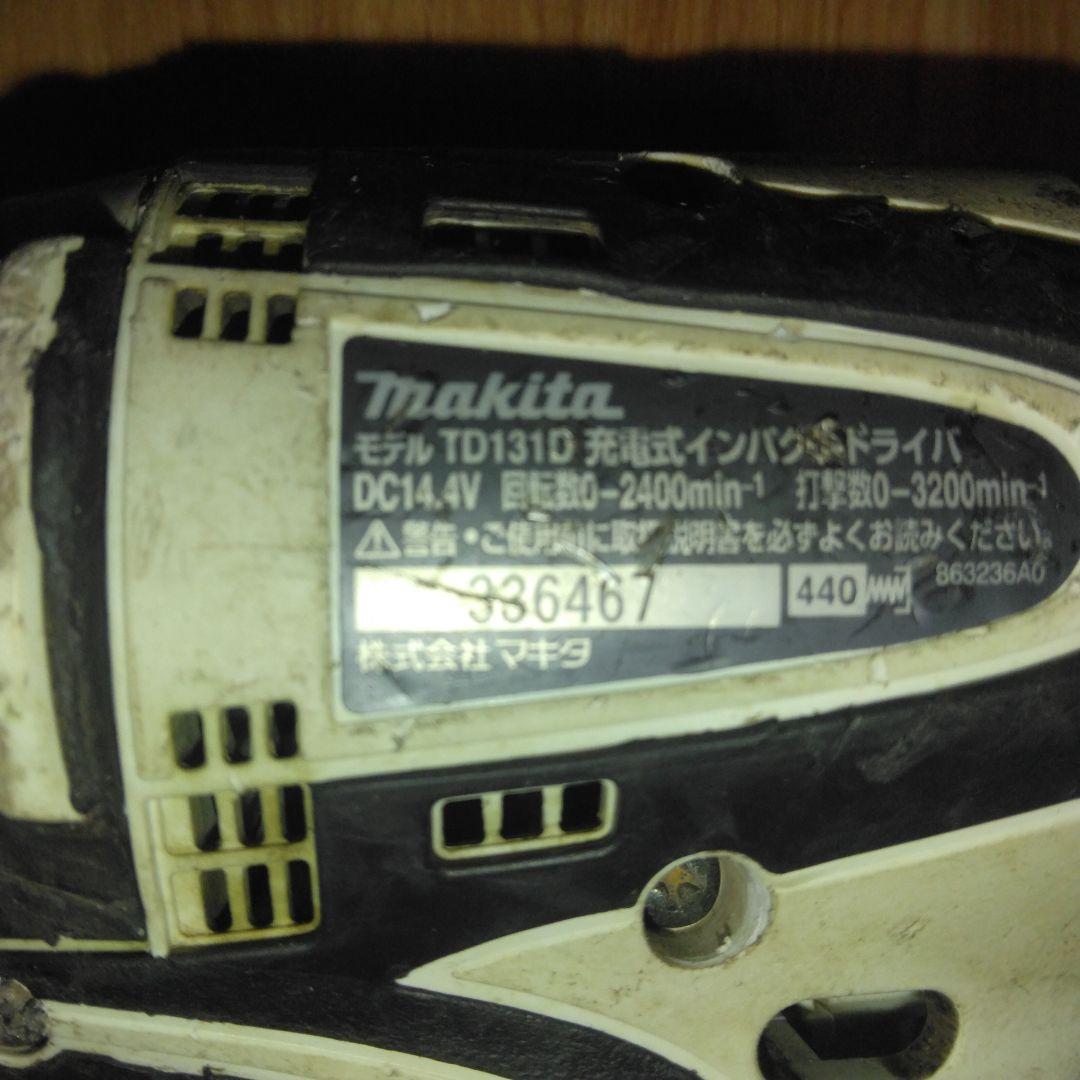 makita
モデル TD131D 充電式インパクトドライバ
DC14.4V 回転数0-2400min-1 打撃数0-3200min-1
⚠警告・ご使用前に取扱説明書を必ずよくお読みください。
336467 440 863236A0
株式会社マキタ